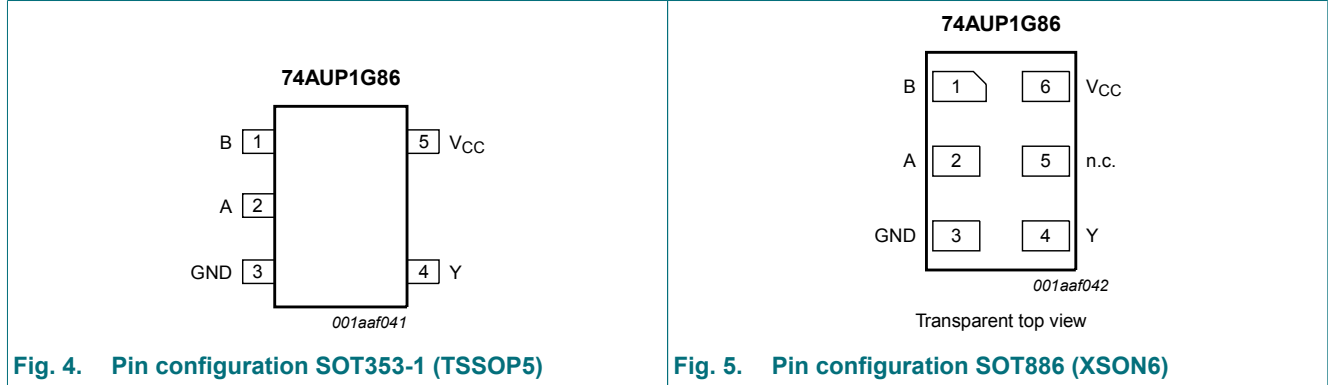 74AUP1G86
B 1
5 VCC
A 2
GND 3
4 Y
001aaf041
Fig. 4. Pin configuration SOT353-1 (TSSOP5)
74AUP1G86
B 1 6 VCC
A 2 5 n.c.
GND 3 4 Y
001aaf042
Transparent top view
Fig. 5. Pin configuration SOT886 (XSON6)